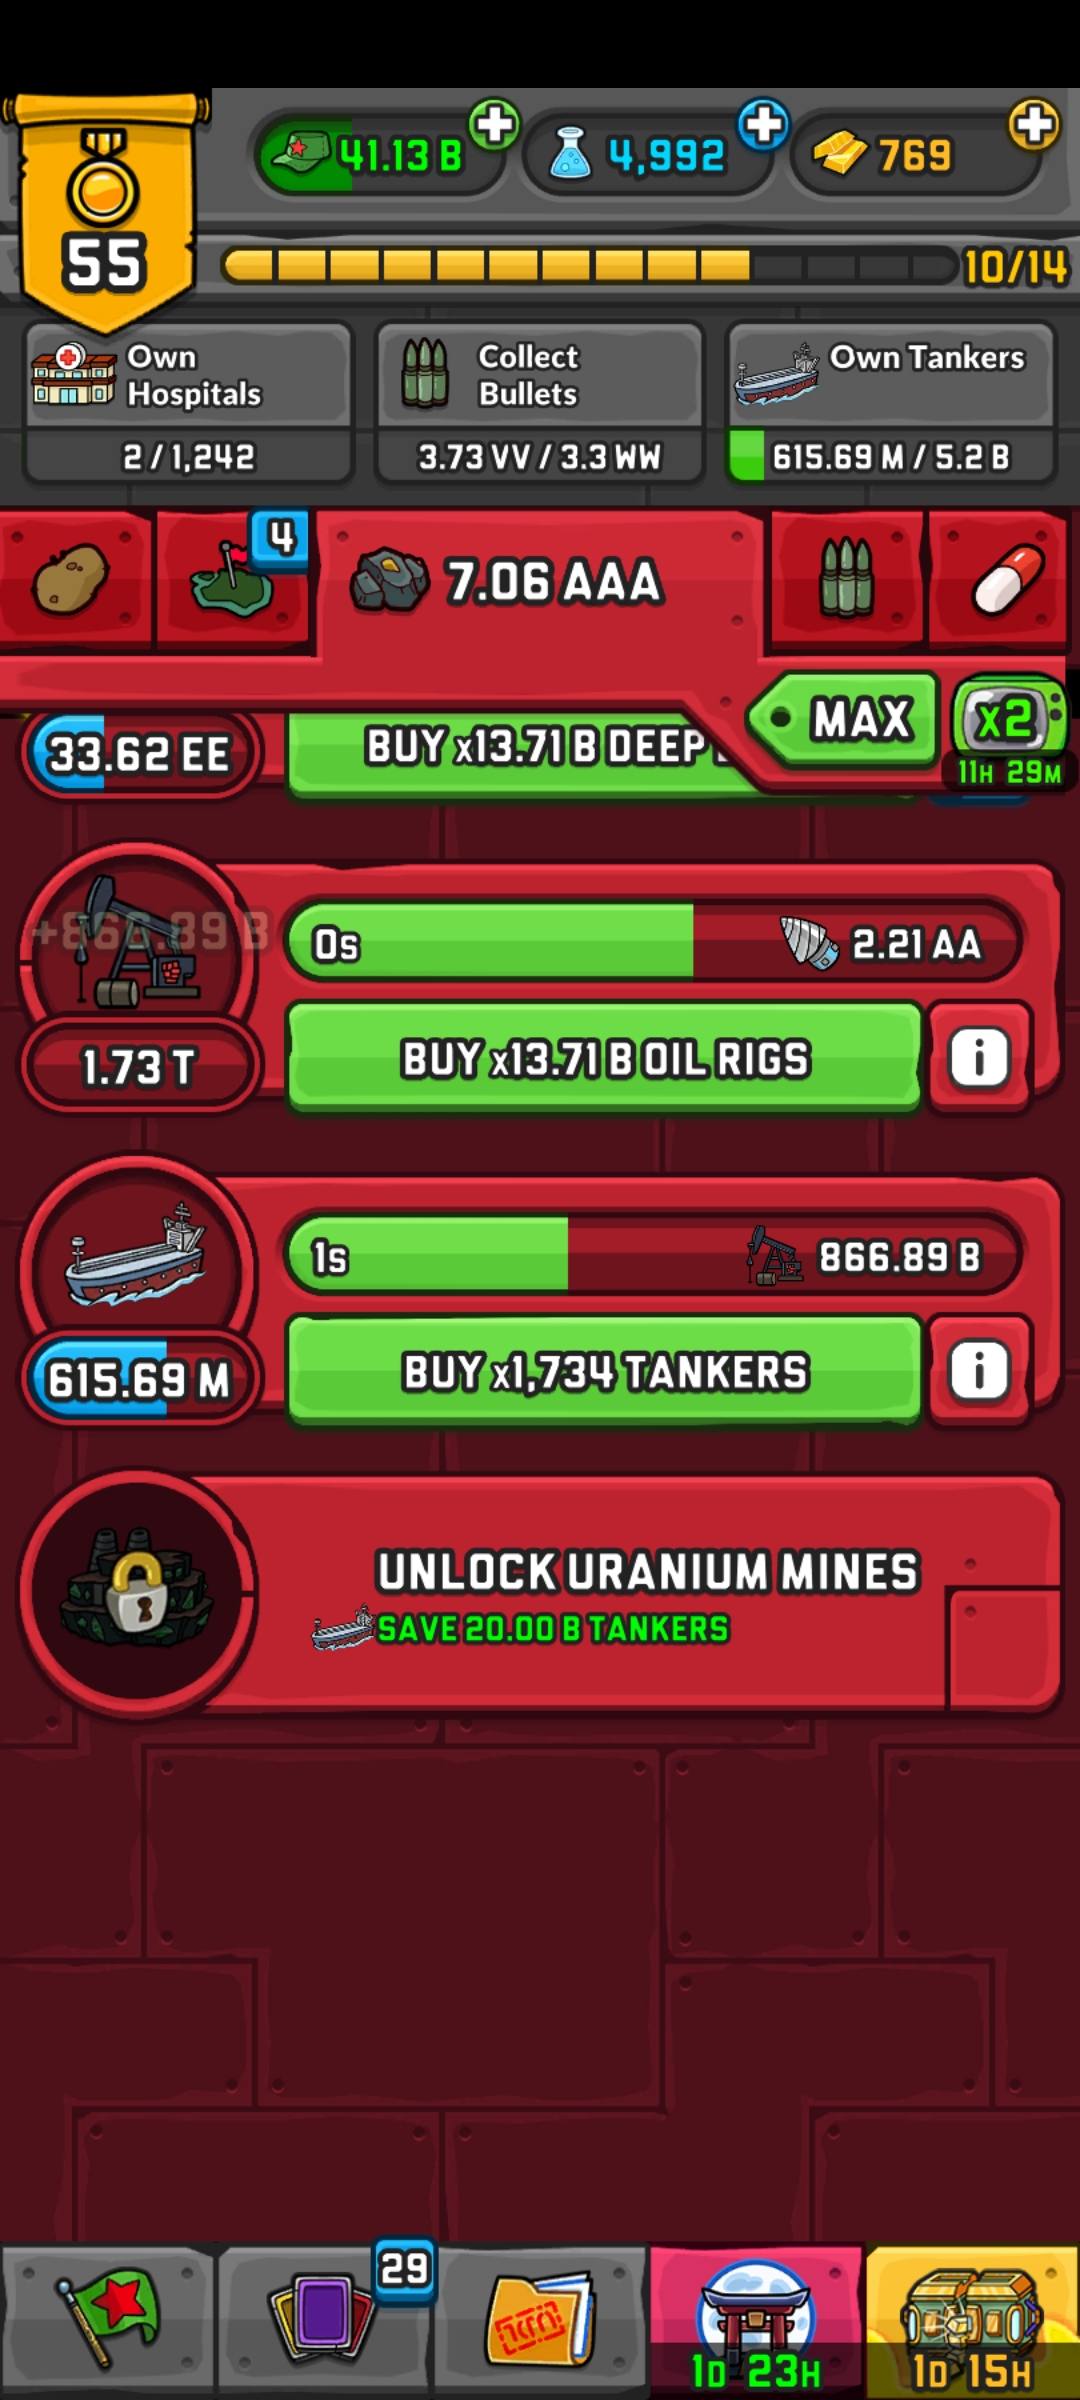 55
41.13 B
4,992
769
10/14
Own Hospitals
2 / 1,242
Collect Bullets
3.73 VV / 3.3 WW
Own Tankers
615.69 M / 5.2 B
4
7.06 AAA
MAX
x2
11H 29M
33.62 EE
BUY x13.71 B DEEP
+866.89 B
0s
2.21 AA
1.73 T
BUY x13.71 B OIL RIGS
i
1s
866.89 B
615.69 M
BUY x1,734 TANKERS
i
UNLOCK URANIUM MINES
SAVE 20.00 B TANKERS
29
1D 23H
1D 15H